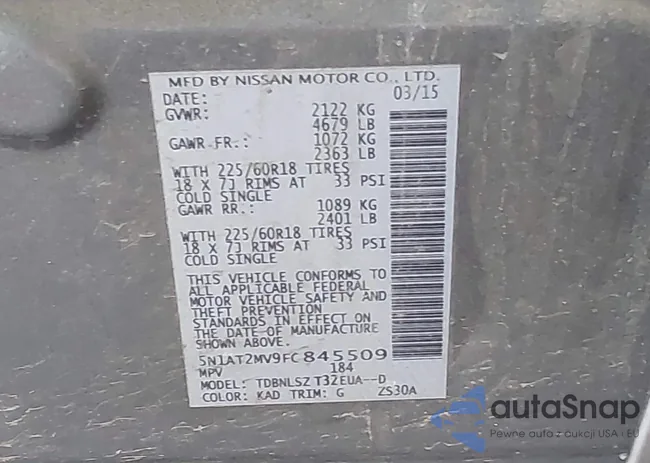 MFD BY NISSAN MOTOR CO., LTD.
DATE: 03/15
GVWR: 2122 KG
4679 LB
GAWR FR.: 1072 KG
2363 LB
WITH 225/60R18 TIRES
18 X 7J RIMS AT 33 PSI
COLD SINGLE
GAWR RR.: 1089 KG
2401 LB
WITH 225/60R18 TIRES
18 X 7J RIMS AT 33 PSI
COLD SINGLE
THIS VEHICLE CONFORMS TO
ALL APPLICABLE FEDERAL
MOTOR VEHICLE SAFETY AND
THEFT PREVENTION
STANDARDS IN EFFECT ON
THE DATE OF MANUFACTURE
SHOWN ABOVE.
5N1AT2MV9FC845509
MPV 184
MODEL: TDBNLSZ T32EUA--D
COLOR: KAD TRIM: G ZS30A
autoSnap
Pewne auto z aukcji USA i EU